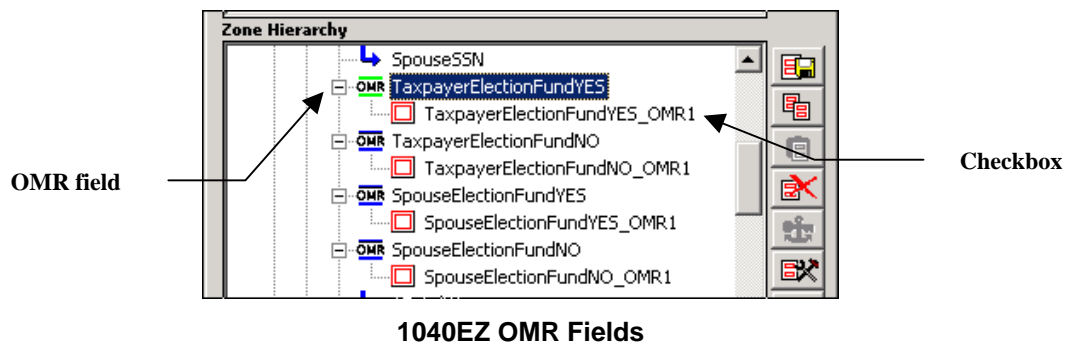 Zone Hierarchy
SpouseSSN
OMR TaxpayerElectionFundYES
TaxpayerElectionFundYES_OMR1
OMR TaxpayerElectionFundNO
TaxpayerElectionFundNO_OMR1
OMR SpouseElectionFundYES
SpouseElectionFundYES_OMR1
OMR SpouseElectionFundNO
SpouseElectionFundNO_OMR1
OMR field
Checkbox
1040EZ OMR Fields